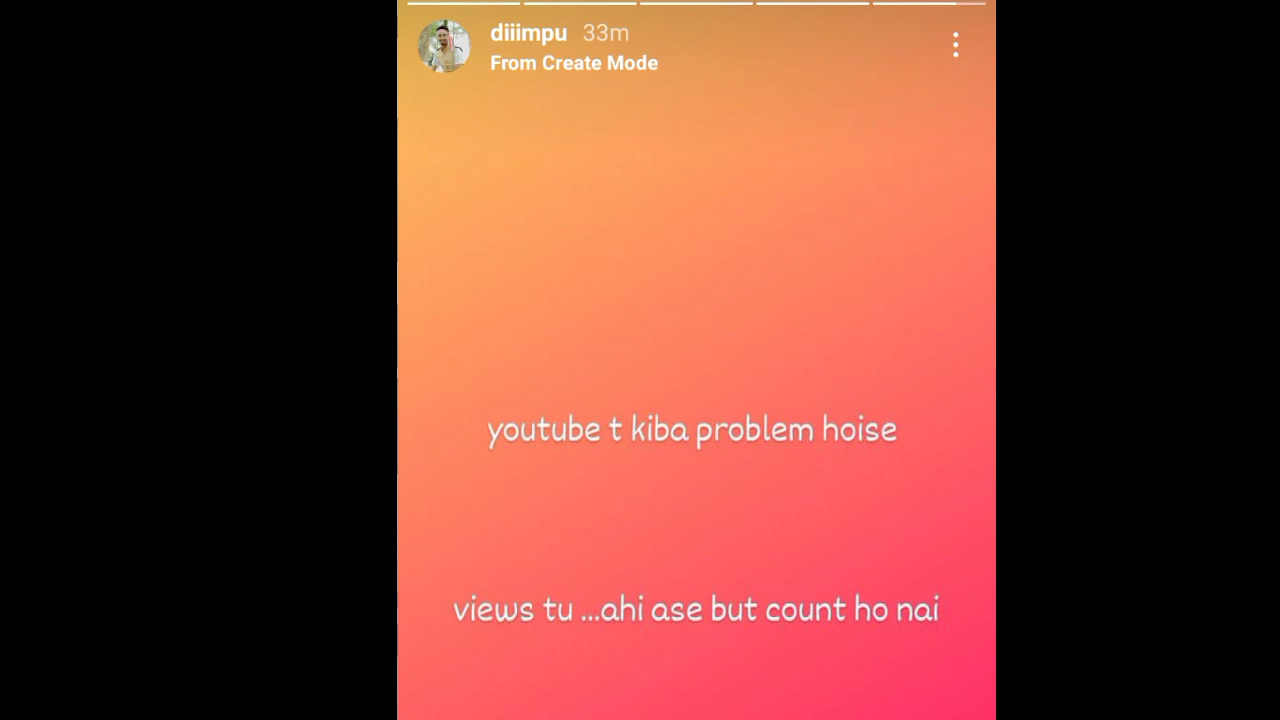 diiimpu 33m
From Create Mode
youtube t kiba problem hoise
views tu ...ahi ase but count ho nai